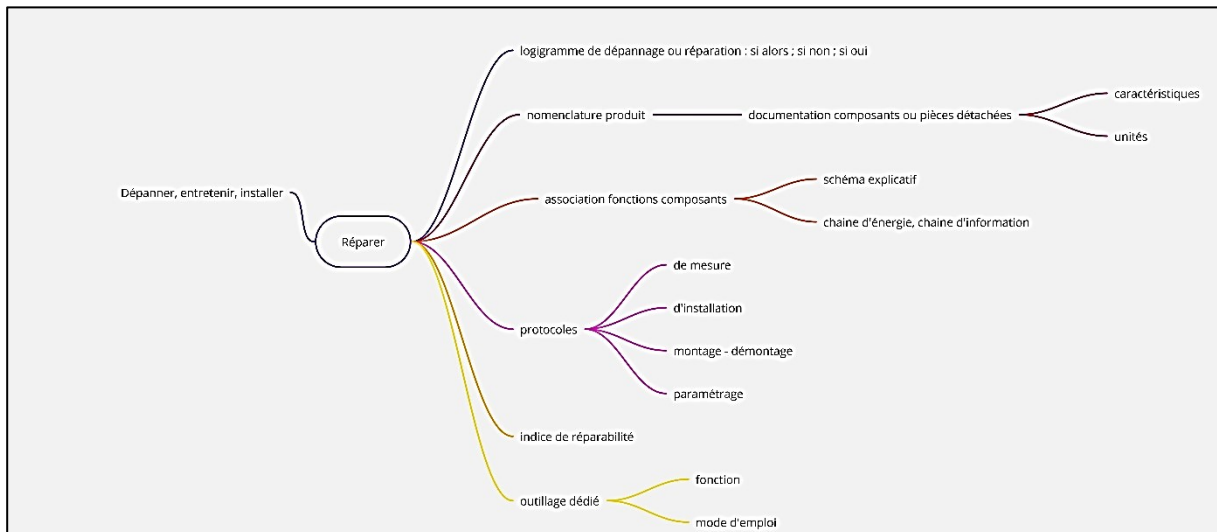 logigramme de dépannage ou réparation : si alors ; si non ; si oui
caractéristiques
nomenclature produit
documentation composants ou pièces détachées
unités
schéma explicatif
Dépanner, entretenir, installer
association fonctions composants
chaine d'énergie, chaine d'information
Réparer
de mesure
d'installation
protocoles
montage - démontage
paramétrage
indice de réparabilité
fonction
outillage dédié
mode d'emploi